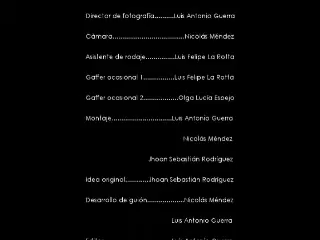 Director de fotografía..........Luis Antonio Guerra
Cámara....................................Nicolás Méndez
Asistente de rodaje...............Luis Felipe La Rotta
Gaffer ocasional 1................Luis Felipe La Rotta
Gaffer ocasional 2..................Olga Lucía Espejo
Montaje...............................Luis Antonio Guerra
Nicolás Méndez
Jhoan Sebastián Rodríguez
Idea original............Jhoan Sebastián Rodríguez
Desarrollo de guión...................Nicolás Méndez
Luis Antonio Guerra